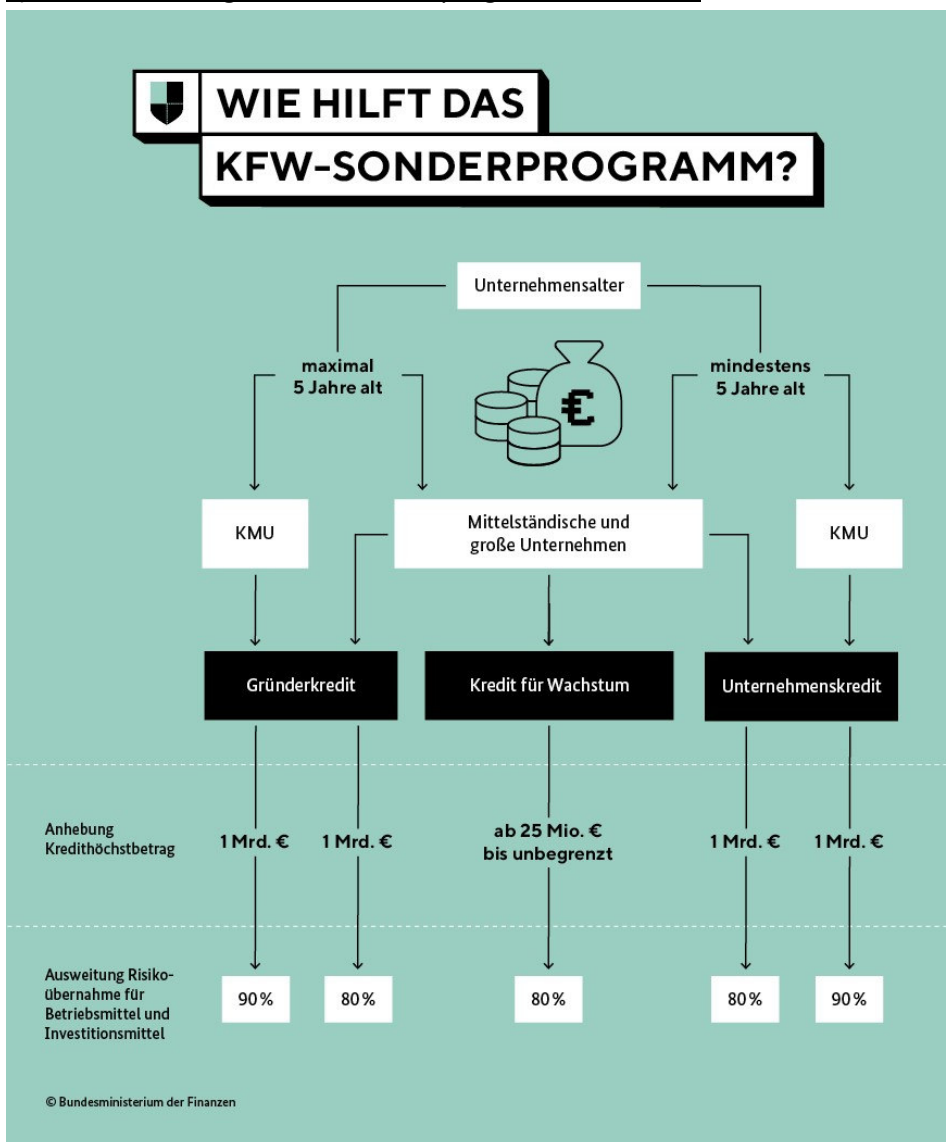 WIE HILFT DAS
KFW-SONDERPROGRAMM?
Unternehmensalter
maximal
5 Jahre alt
mindestens
5 Jahre alt
€
KMU
Mittelständische und
große Unternehmen
KMU
Gründerkredit
Kredit für Wachstum
Unternehmenskredit
Anhebung
Kredithöchstbetrag
1 Mrd. €
1 Mrd. €
ab 25 Mio. €
bis unbegrenzt
1 Mrd. €
1 Mrd. €
Ausweitung Risiko-
übernahme für
Betriebsmittel und
Investitionsmittel
90 %
80 %
80 %
80 %
90 %
© Bundesministerium der Finanzen